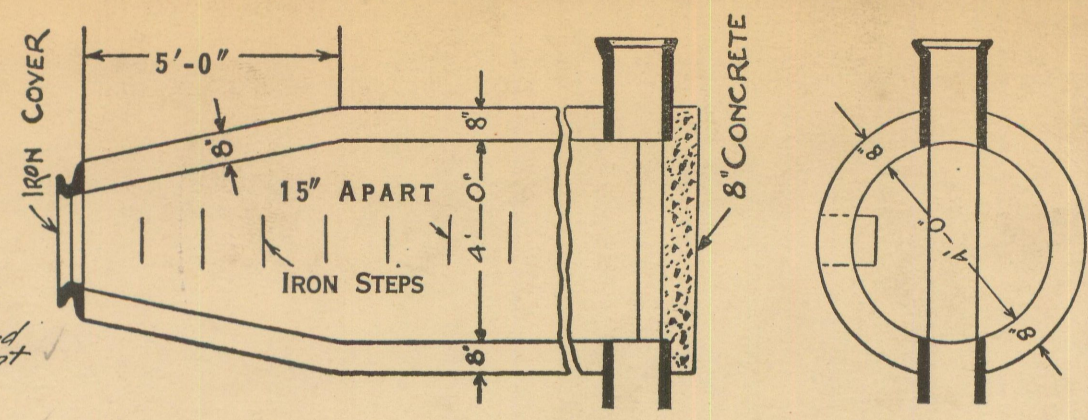 IRON COVER
5'-0"
8"
8"
15" APART
4'-0"
IRON STEPS
8"
8" CONCRETE
8"
4'-0"
8"